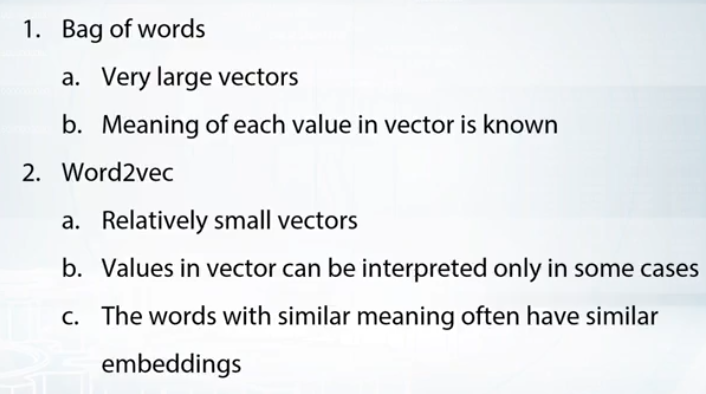 1. Bag of words
a. Very large vectors
b. Meaning of each value in vector is known
2. Word2vec
a. Relatively small vectors
b. Values in vector can be interpreted only in some cases
c. The words with similar meaning often have similar
embeddings